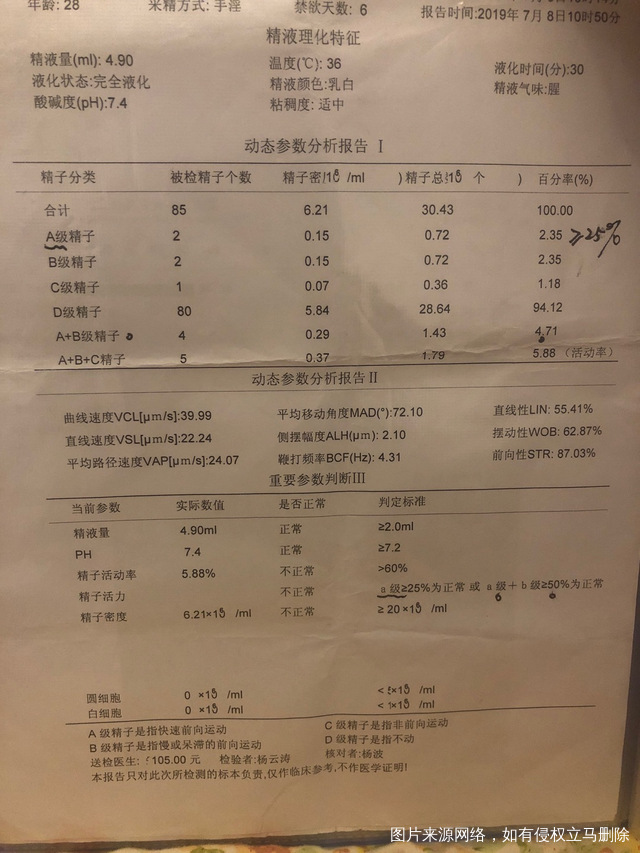 年龄: 28 采精方式: 手淫 禁欲天数: 6
报告时间:2019年 7月 8日10时50分
精液理化特征
精液量(ml): 4.90 温度(℃): 36 液化时间(分):30
液化状态:完全液化 精液颜色:乳白 精液气味:腥
酸碱度(pH):7.4 粘稠度: 适中
动态参数分析报告 Ⅰ
精子分类 被检精子个数 精子密 /ml )精子总 个 ) 百分率(%)
合计 85 6.21 30.43 100.00
A级精子 2 0.15 0.72 2.35 ≥25%
B级精子 2 0.15 0.72 2.35
C级精子 1 0.07 0.36 1.18
D级精子 80 5.84 28.64 94.12
A+B级精子 4 0.29 1.43 4.71
A+B+C精子 5 0.37 1.79 5.88 (活动率)
动态参数分析报告Ⅱ
曲线速度VCL[μm/s]:39.99 平均移动角度MAD(°):72.10 直线性LIN: 55.41%
直线速度VSL[μm/s]:22.24 侧摆幅度ALH(μm): 2.10 摆动性WOB: 62.87%
平均路径速度VAP[μm/s]:24.07 鞭打频率BCF(Hz): 4.31 前向性STR: 87.03%
重要参数判断Ⅲ
当前参数 实际数值 是否正常 判定标准
精液量 4.90ml 正常 ≥2.0ml
PH 7.4 正常 ≥7.2
精子活动率 5.88% 不正常 >60%
精子活力 不正常 a 级≥25%为正常 或 a 级+b 级≥50%为正常
精子密度 6.21× /ml 不正常 ≥ 20× /ml
圆细胞 0 × /ml < × /ml
白细胞 0 × /ml < × /ml
A 级精子是指快速前向运动 C 级精子是指非前向运动
B 级精子是指慢或呆滞的前向运动 D 级精子是指不动
送检医生: 105.00 元 检验者:杨云涛 核对者:杨波
本报告只对此次所检测的标本负责,仅作临床参考,不作医学证明!
图片来源网络，如有侵权立马删除